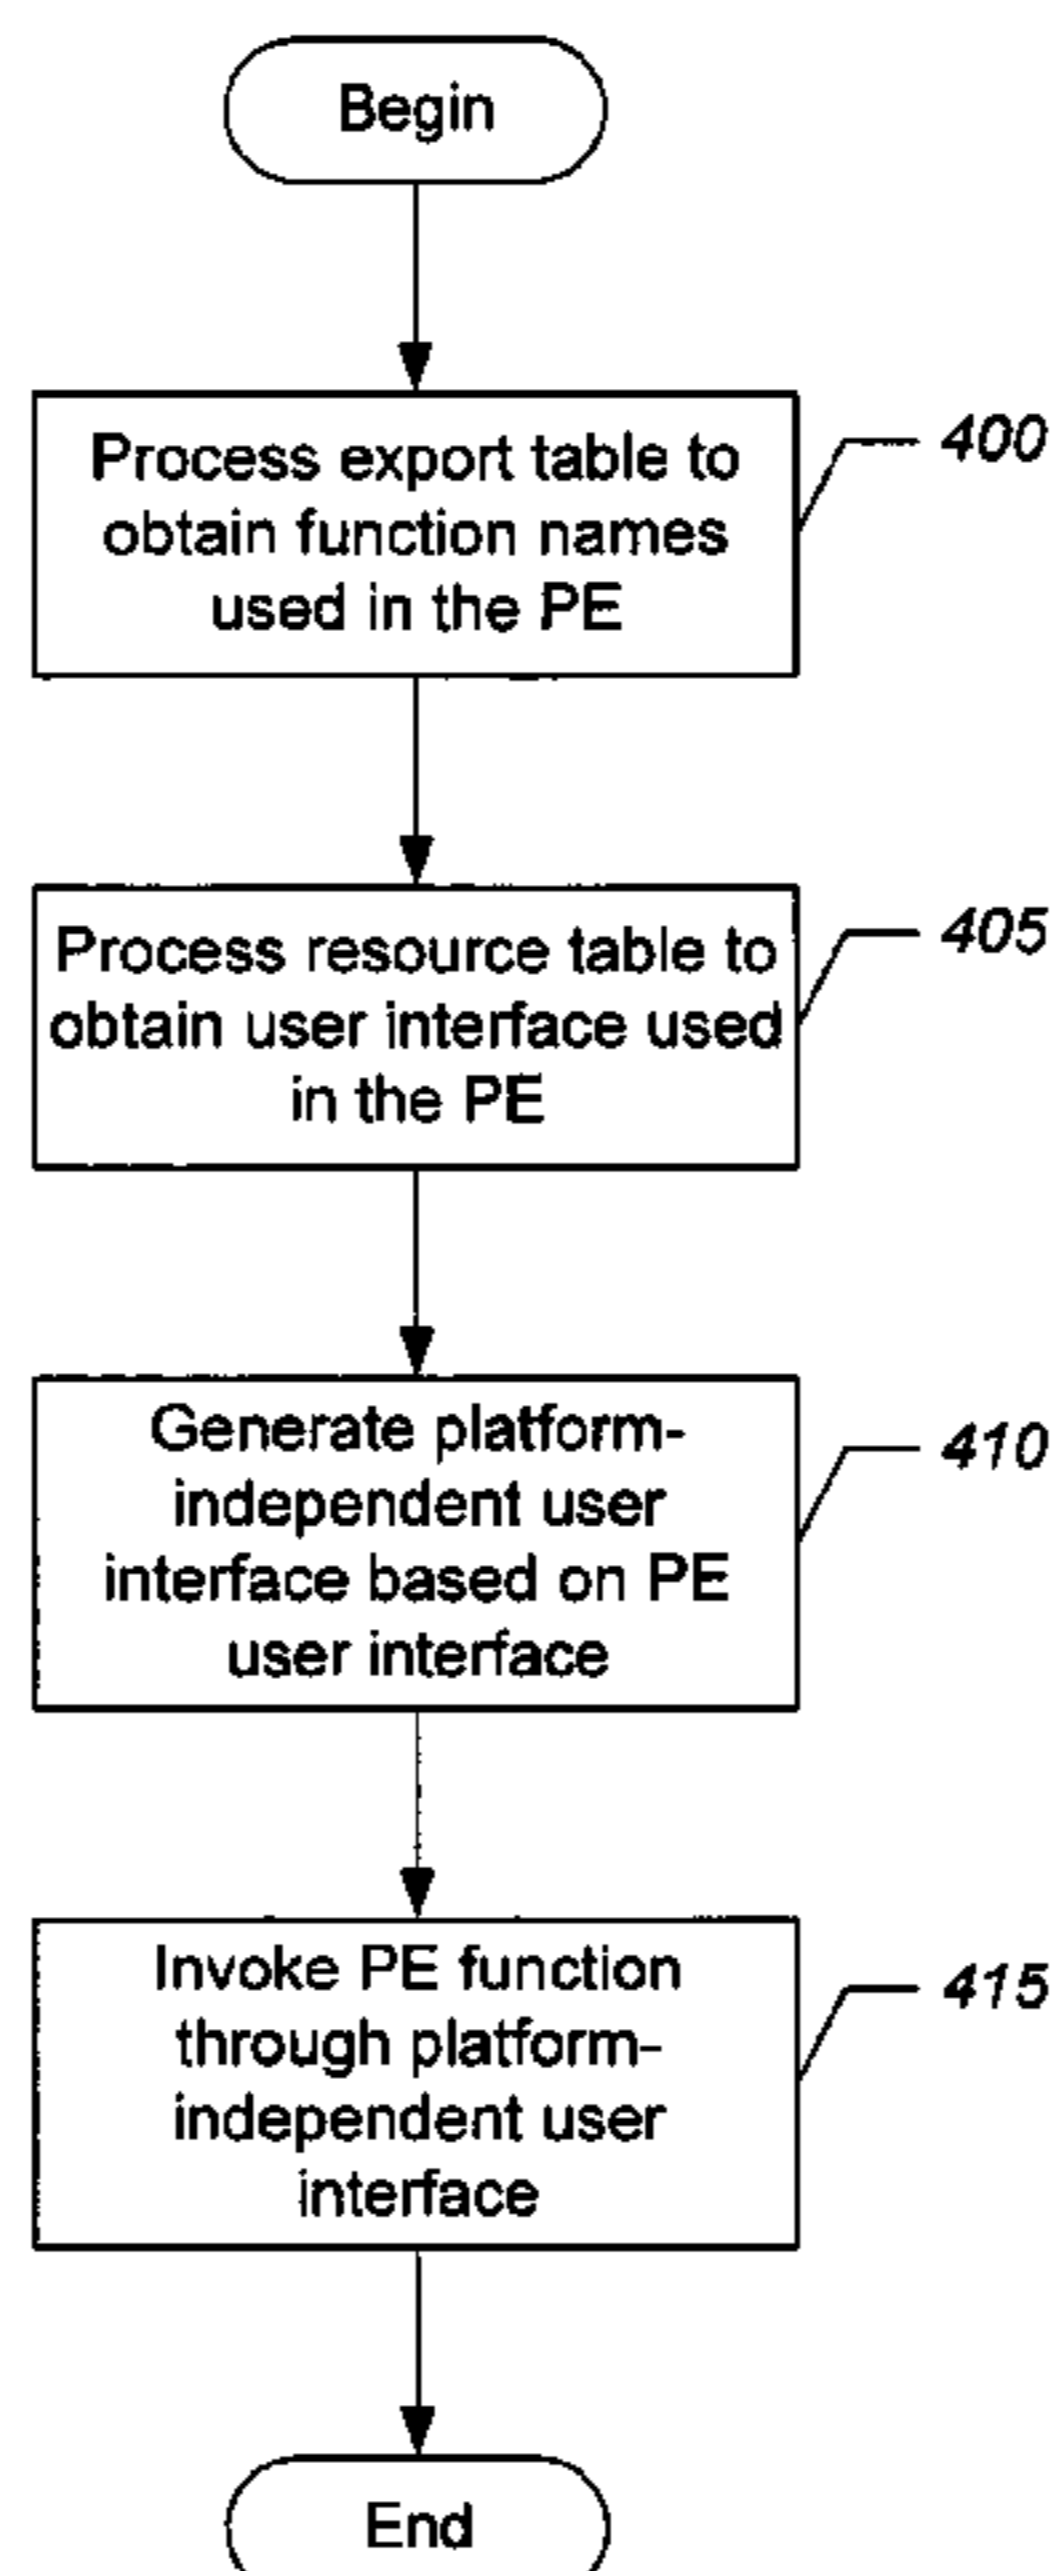 Begin
Process export table to
obtain function names
used in the PE
400
Process resource table to
obtain user interface used
in the PE
405
Generate platform-
independent user
interface based on PE
user interface
410
Invoke PE function
through platform-
independent user
interface
415
End